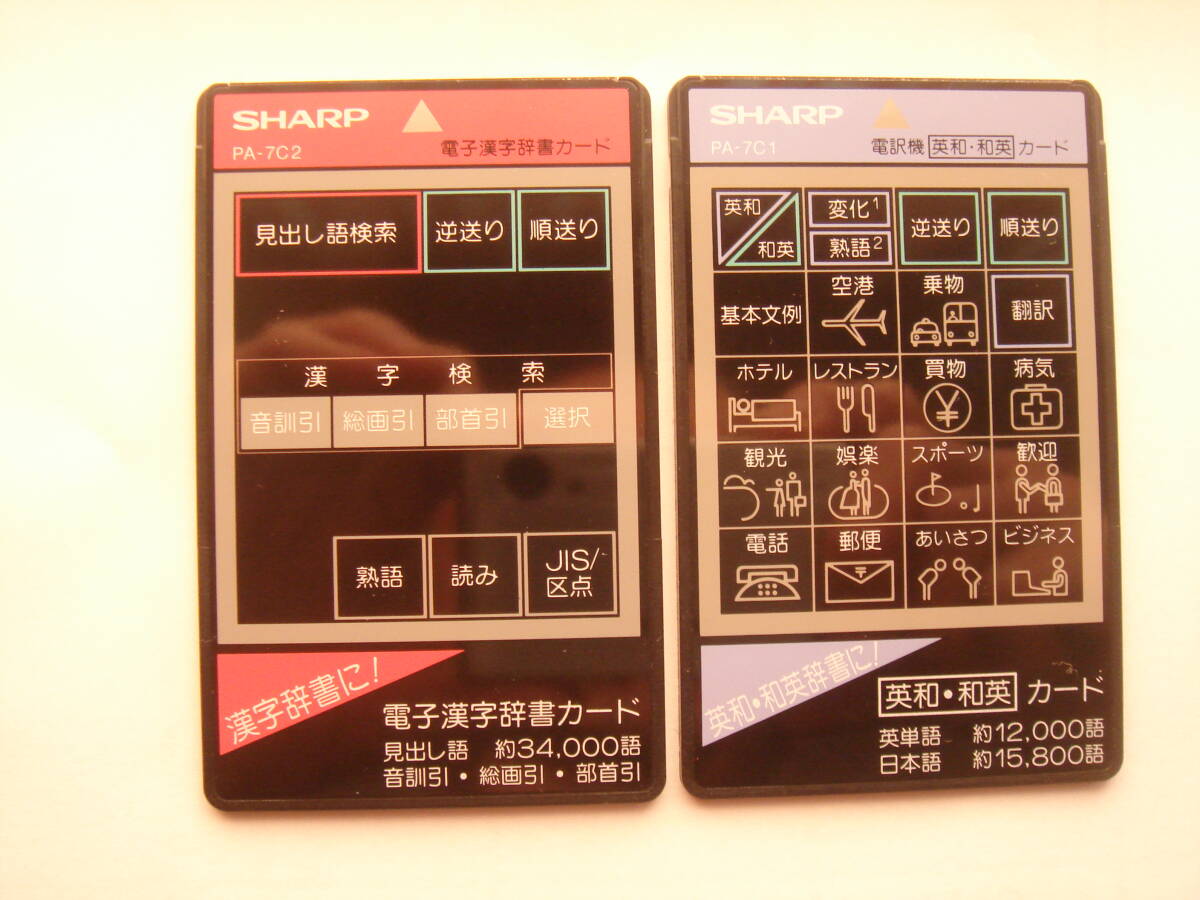 SHARP
PA-7C2
電子漢字辞書カード
見出し語検索
逆送り
順送り
漢字検索
音訓引
総画引
部首引
選択
熟語
読み
JIS/
区点
漢字辞書に!
電子漢字辞書カード
見出し語 約34,000語
音訓引・総画引・部首引
SHARP
PA-7C1
電訳機 英和・和英 カード
英和
和英
変化1
熟語2
逆送り
順送り
基本文例
空港
乗物
翻訳
ホテル
レストラン
買物
¥
病気
観光
娯楽
スポーツ
歓迎
電話
郵便
〒
あいさつ
ビジネス
英和・和英辞書に!
英和・和英 カード
英単語 約12,000語
日本語 約15,800語